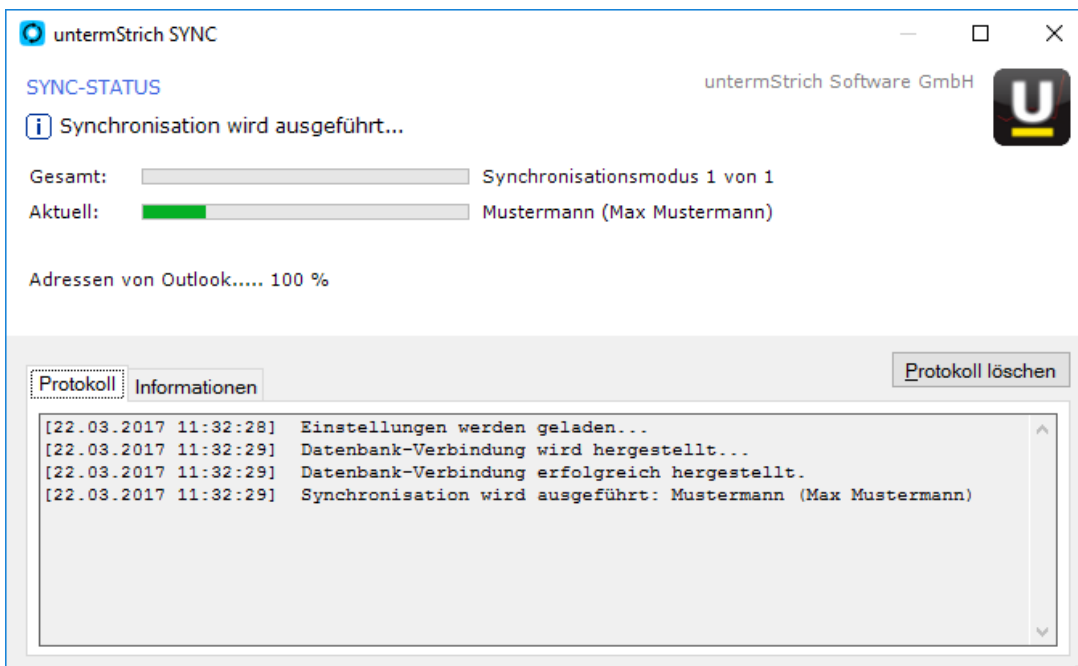 untermStrich SYNC
SYNC-STATUS
untermStrich Software GmbH
U
i Synchronisation wird ausgeführt...
Gesamt: Synchronisationsmodus 1 von 1
Aktuell: Mustermann (Max Mustermann)
Adressen von Outlook..... 100 %
Protokoll löschen
Protokoll Informationen
[22.03.2017 11:32:28] Einstellungen werden geladen...
[22.03.2017 11:32:29] Datenbank-Verbindung wird hergestellt...
[22.03.2017 11:32:29] Datenbank-Verbindung erfolgreich hergestellt.
[22.03.2017 11:32:29] Synchronisation wird ausgeführt: Mustermann (Max Mustermann)